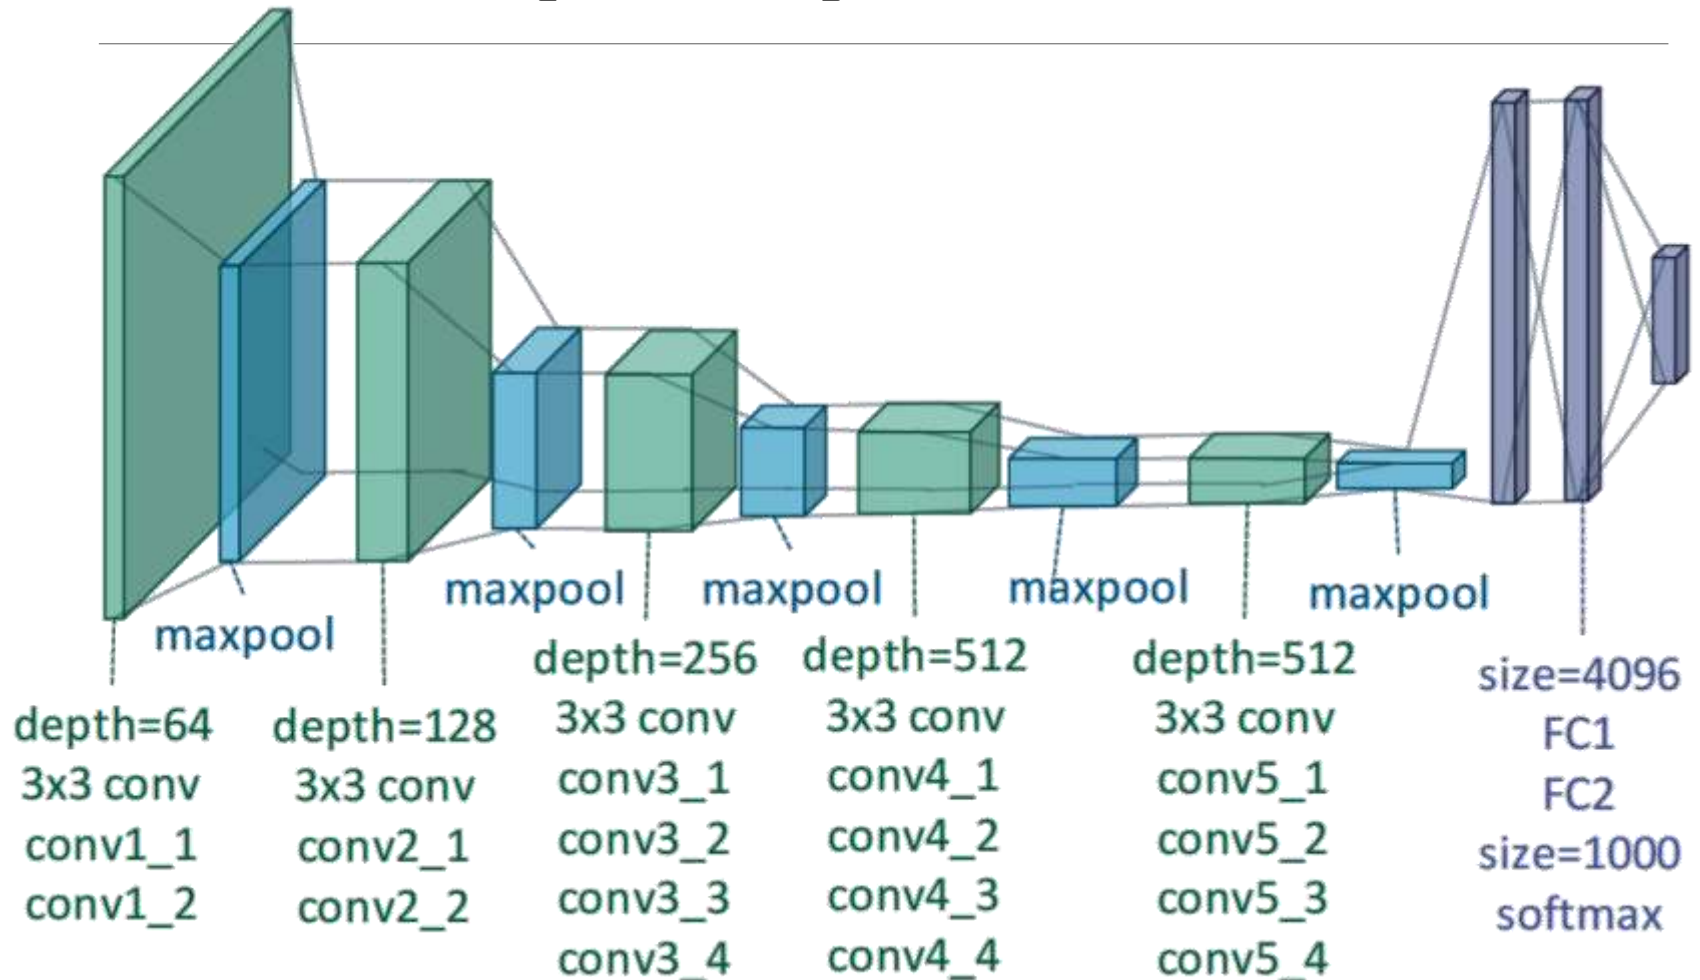 maxpool
maxpool
maxpool
maxpool
maxpool
depth=64
3x3 conv
conv1_1
conv1_2
depth=128
3x3 conv
conv2_1
conv2_2
depth=256
3x3 conv
conv3_1
conv3_2
conv3_3
conv3_4
depth=512
3x3 conv
conv4_1
conv4_2
conv4_3
conv4_4
depth=512
3x3 conv
conv5_1
conv5_2
conv5_3
conv5_4
size=4096
FC1
FC2
size=1000
softmax